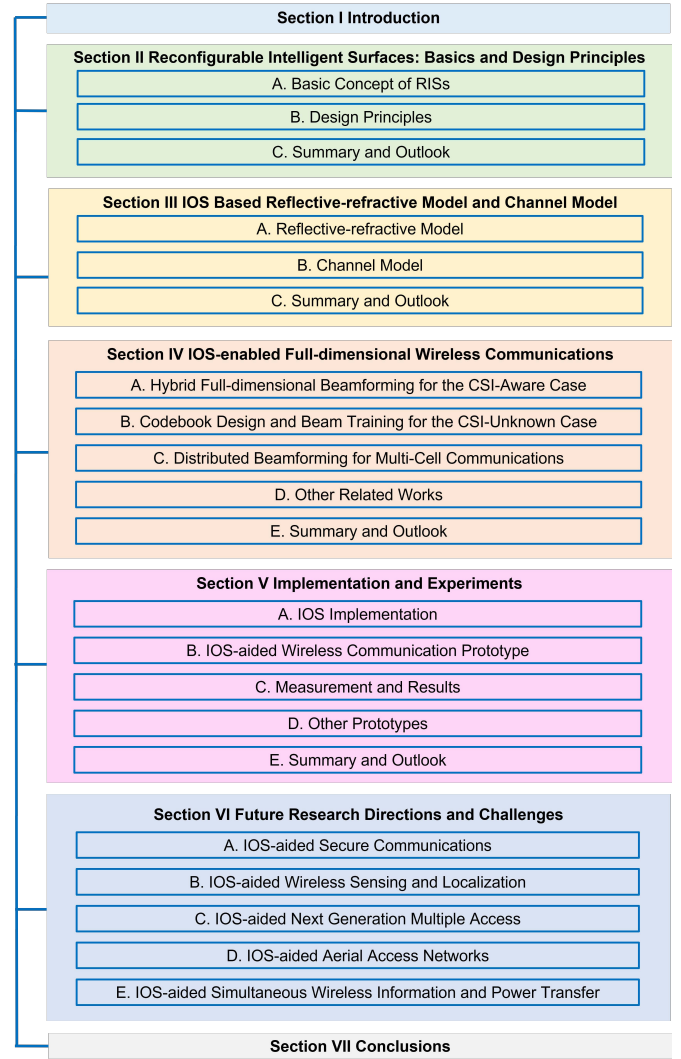 Section I Introduction
Section II Reconfigurable Intelligent Surfaces: Basics and Design Principles
A. Basic Concept of RISs
B. Design Principles
C. Summary and Outlook
Section III IOS Based Reflective-refractive Model and Channel Model
A. Reflective-refractive Model
B. Channel Model
C. Summary and Outlook
Section IV IOS-enabled Full-dimensional Wireless Communications
A. Hybrid Full-dimensional Beamforming for the CSI-Aware Case
B. Codebook Design and Beam Training for the CSI-Unknown Case
C. Distributed Beamforming for Multi-Cell Communications
D. Other Related Works
E. Summary and Outlook
Section V Implementation and Experiments
A. IOS Implementation
B. IOS-aided Wireless Communication Prototype
C. Measurement and Results
D. Other Prototypes
E. Summary and Outlook
Section VI Future Research Directions and Challenges
A. IOS-aided Secure Communications
B. IOS-aided Wireless Sensing and Localization
C. IOS-aided Next Generation Multiple Access
D. IOS-aided Aerial Access Networks
E. IOS-aided Simultaneous Wireless Information and Power Transfer
Section VII Conclusions